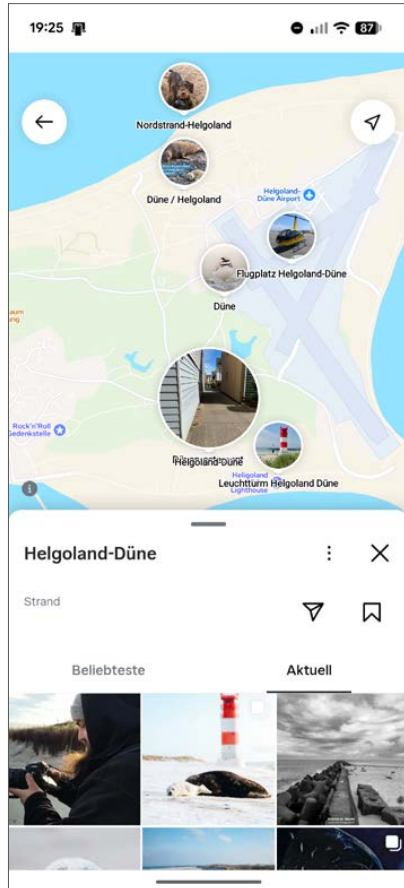 19:25
87
Nordstrand-Helgoland
Düne / Helgoland
Helgoland-
Düne Airport
Flugplatz Helgoland-Düne
Düne
Rock'n'Roll
Gedenkstelle
Helgoland-Düne
Leuchtturm Helgoland Düne
Heligoland
Lighthouse
Helgoland-Düne
Strand
Beliebteste
Aktuell